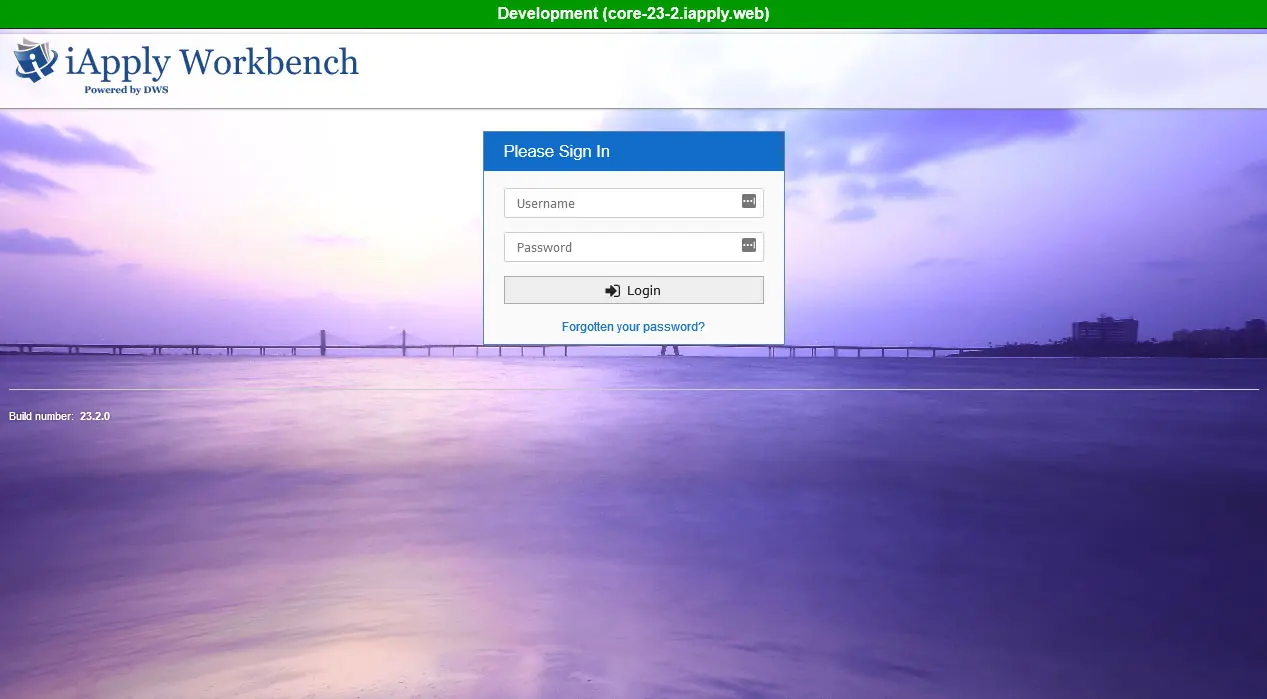 Development (core-23-2.iapply.web)
iApply Workbench
Powered by DWS
Please Sign In
Username
Password
Login
Forgotten your password?
Build number: 23.2.0